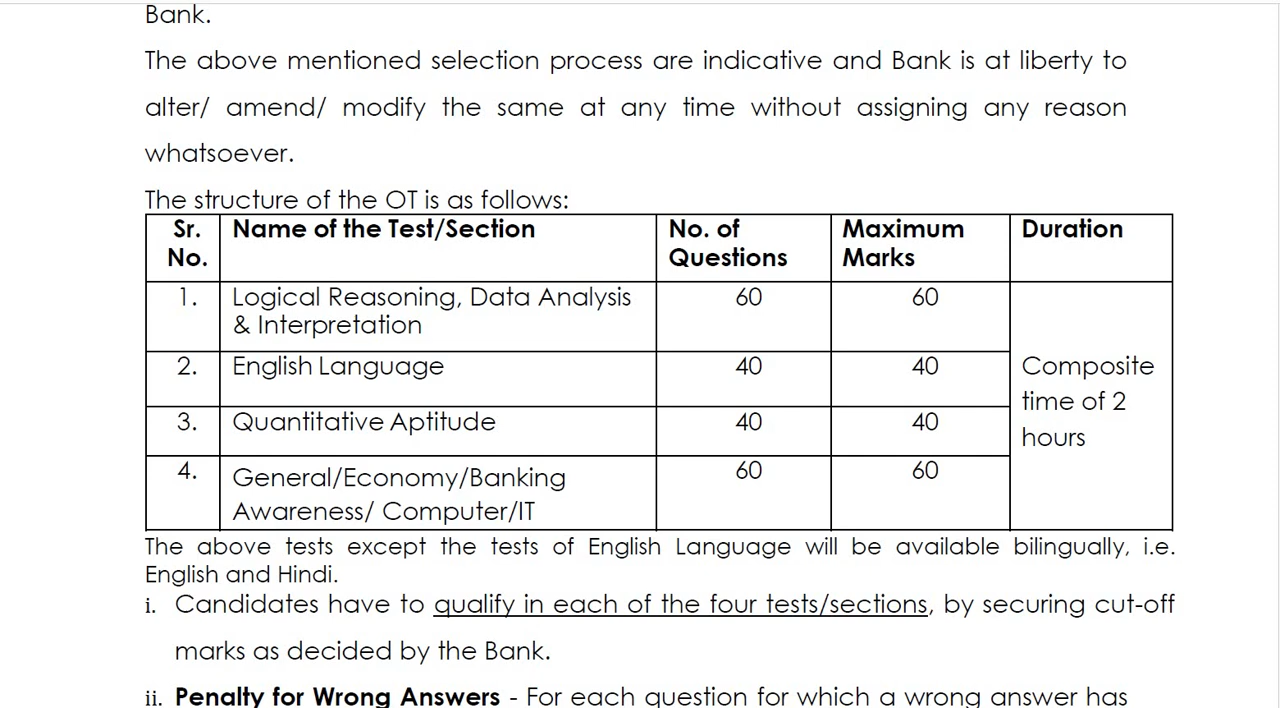 Bank.
The above mentioned selection process are indicative and Bank is at liberty to
alter/ amend/ modify the same at any time without assigning any reason
whatsoever.
The structure of the OT is as follows:
Sr. No. Name of the Test/Section No. of Questions Maximum Marks Duration
1. Logical Reasoning, Data Analysis & Interpretation 60 60
2. English Language 40 40
3. Quantitative Aptitude 40 40
4. General/Economy/Banking Awareness/ Computer/IT 60 60
Composite
time of 2
hours
The above tests except the tests of English Language will be available bilingually, i.e.
English and Hindi.
i. Candidates have to qualify in each of the four tests/sections, by securing cut-off
marks as decided by the Bank.
ii. Penalty for Wrong Answers - For each question for which a wrong answer has